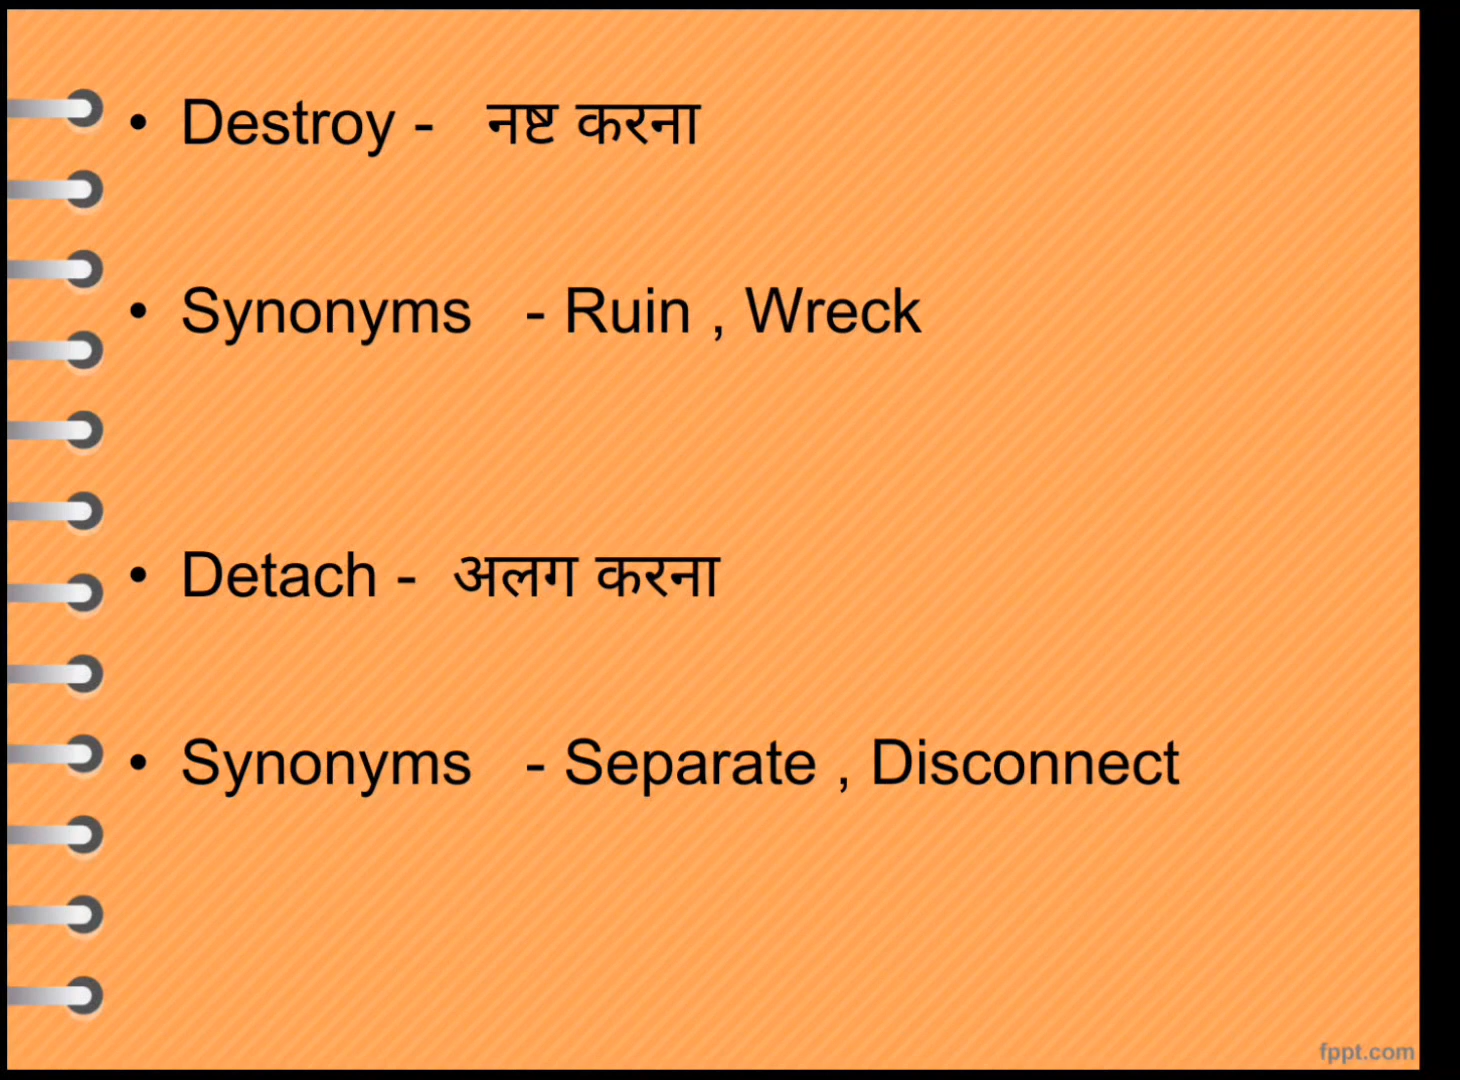 • Destroy - नष्ट करना
• Synonyms - Ruin , Wreck
• Detach - अलग करना
• Synonyms - Separate , Disconnect
fppt.com